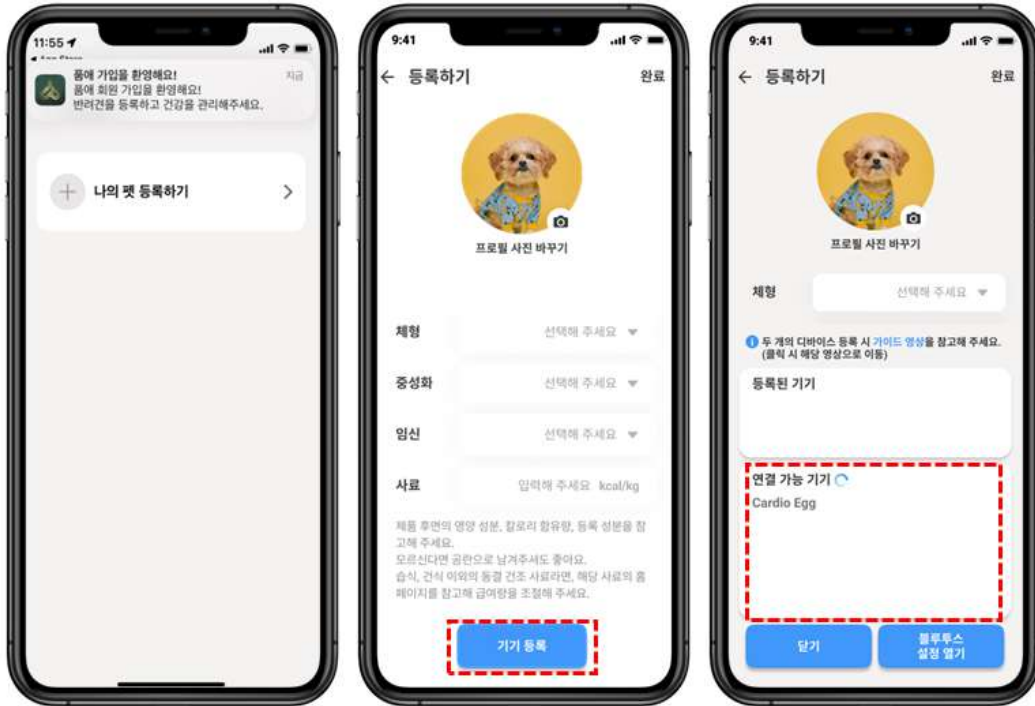 11:55
품애 가입을 환영해요!
지금
품애 회원 가입을 환영해요!
반려견을 등록하고 건강을 관리해주세요.
나의 펫 등록하기
9:41
등록하기
완료
프로필 사진 바꾸기
체형
선택해 주세요
중성화
선택해 주세요
임신
선택해 주세요
사료
입력해 주세요 kcal/kg
제품 후면의 영양 성분, 칼로리 함유량, 등록 성분을 참
고해 주세요.
모르신다면 공란으로 남겨주셔도 좋아요.
습식, 건식 이외의 동결 건조 사료라면, 해당 사료의 홈
페이지를 참고해 급여량을 조절해 주세요.
기기 등록
9:41
등록하기
완료
프로필 사진 바꾸기
체형
선택해 주세요
두 개의 디바이스 등록 시 가이드 영상을 참고해 주세요.
(클릭 시 해당 영상으로 이동)
등록된 기기
연결 가능 기기
Cardio Egg
닫기
블루투스
설정 열기